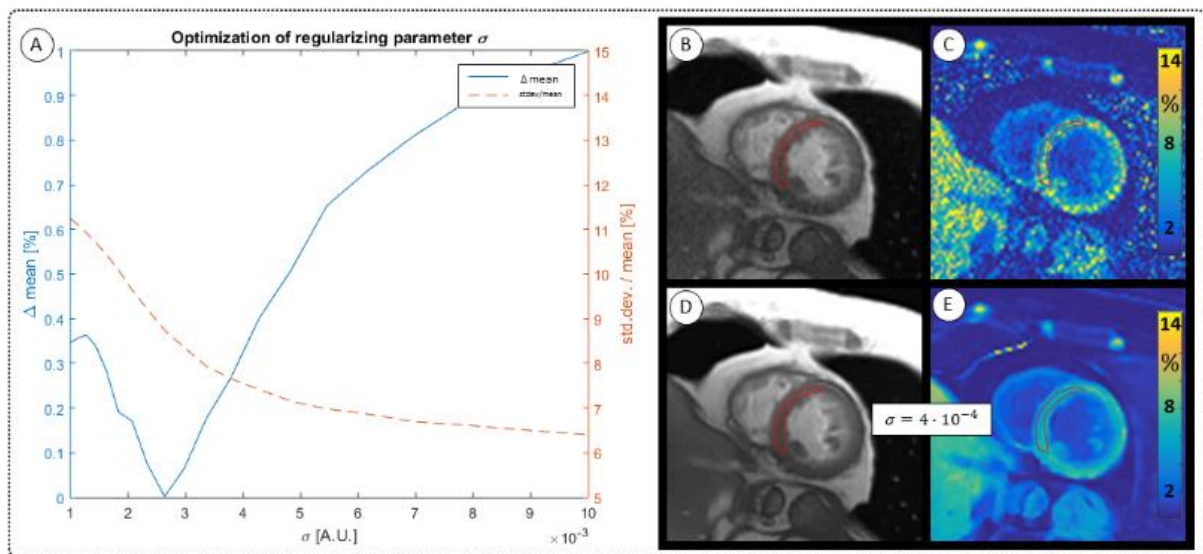 A
Optimization of regularizing parameter σ
Δ mean
stdev/mean
Δ mean [%]
1
0.9
0.8
0.7
0.6
0.5
0.4
0.3
0.2
0.1
0
std.dev. / mean [%]
15
14
13
12
11
10
9
8
7
6
5
1 2 3 4 5 6 7 8 9 10
σ [A.U.]
× 10⁻³
B
C
14
%
8
2
D
E
14
%
8
2
σ = 4 · 10⁻⁴